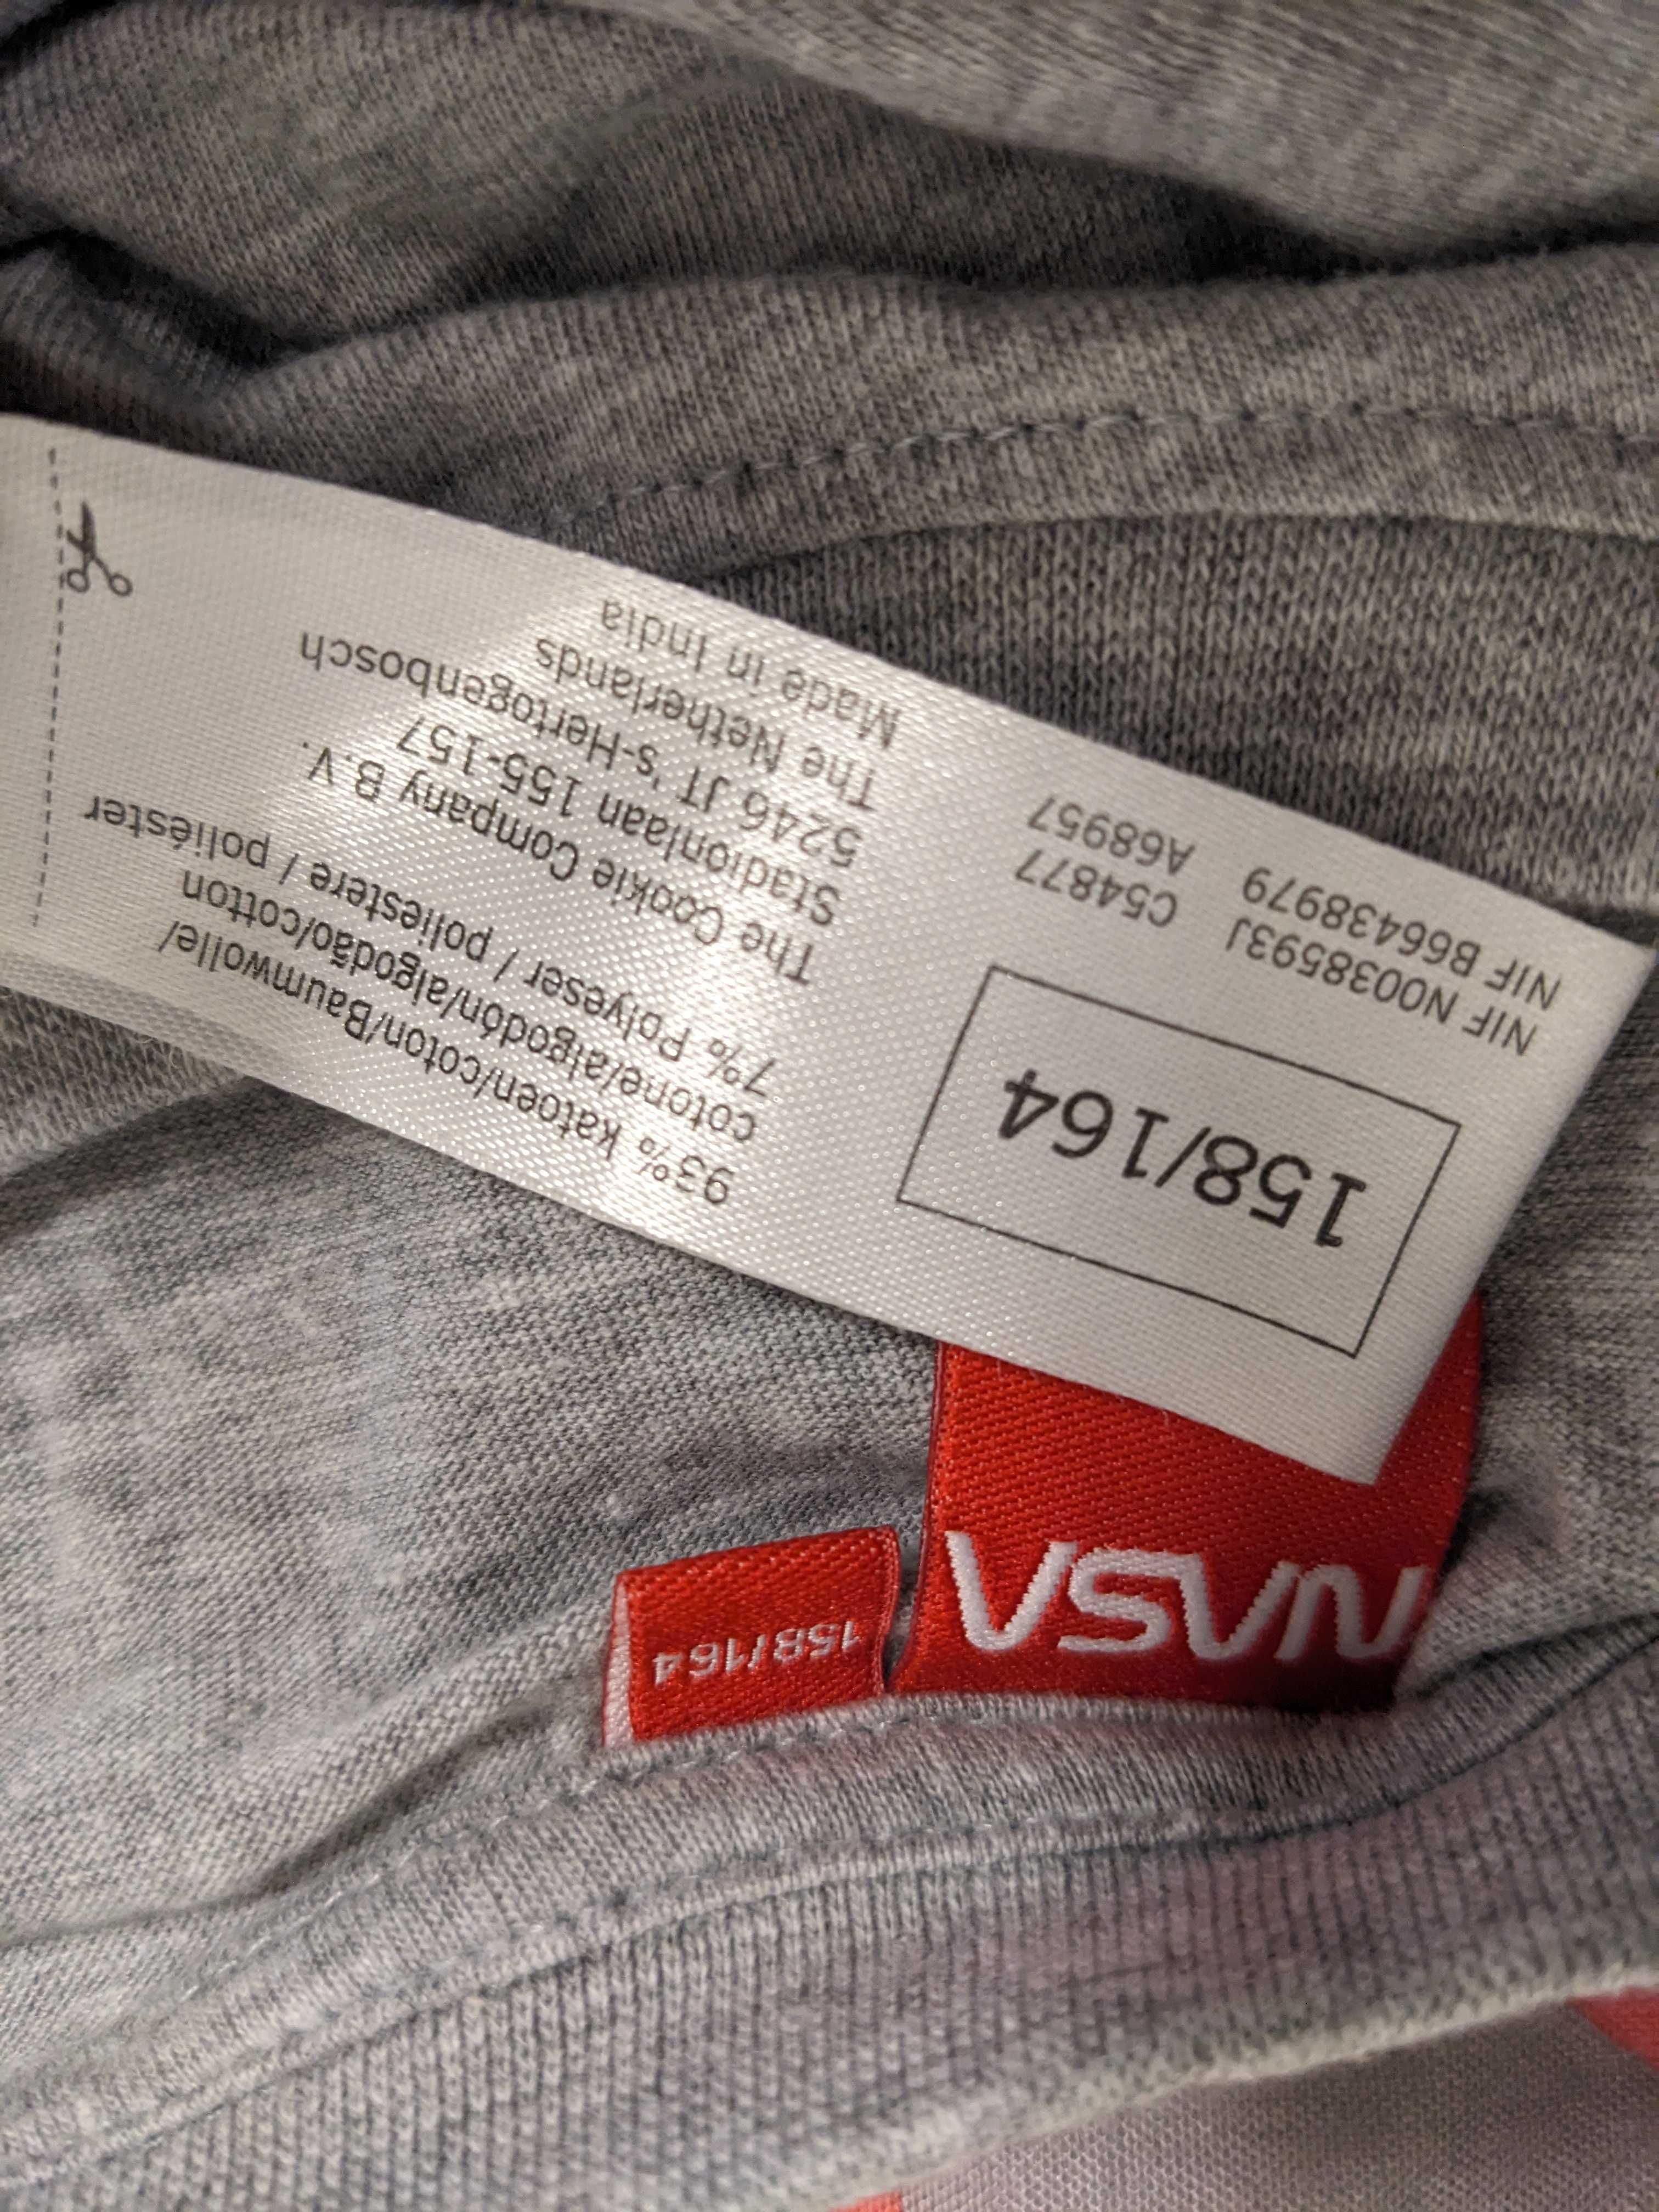 158/164
NIF N0038593J C54877
NIF B66438979 A68957
93% katoen/coton/Baumwolle/
cotone/algodón/algodão/cotton
7% Polyeser / poliestere / poliéster
The Cookie Company B.V.
Stadionlaan 155-157
5246 JT 's-Hertogenbosch
The Netherlands
Made in India
NASA
158/164